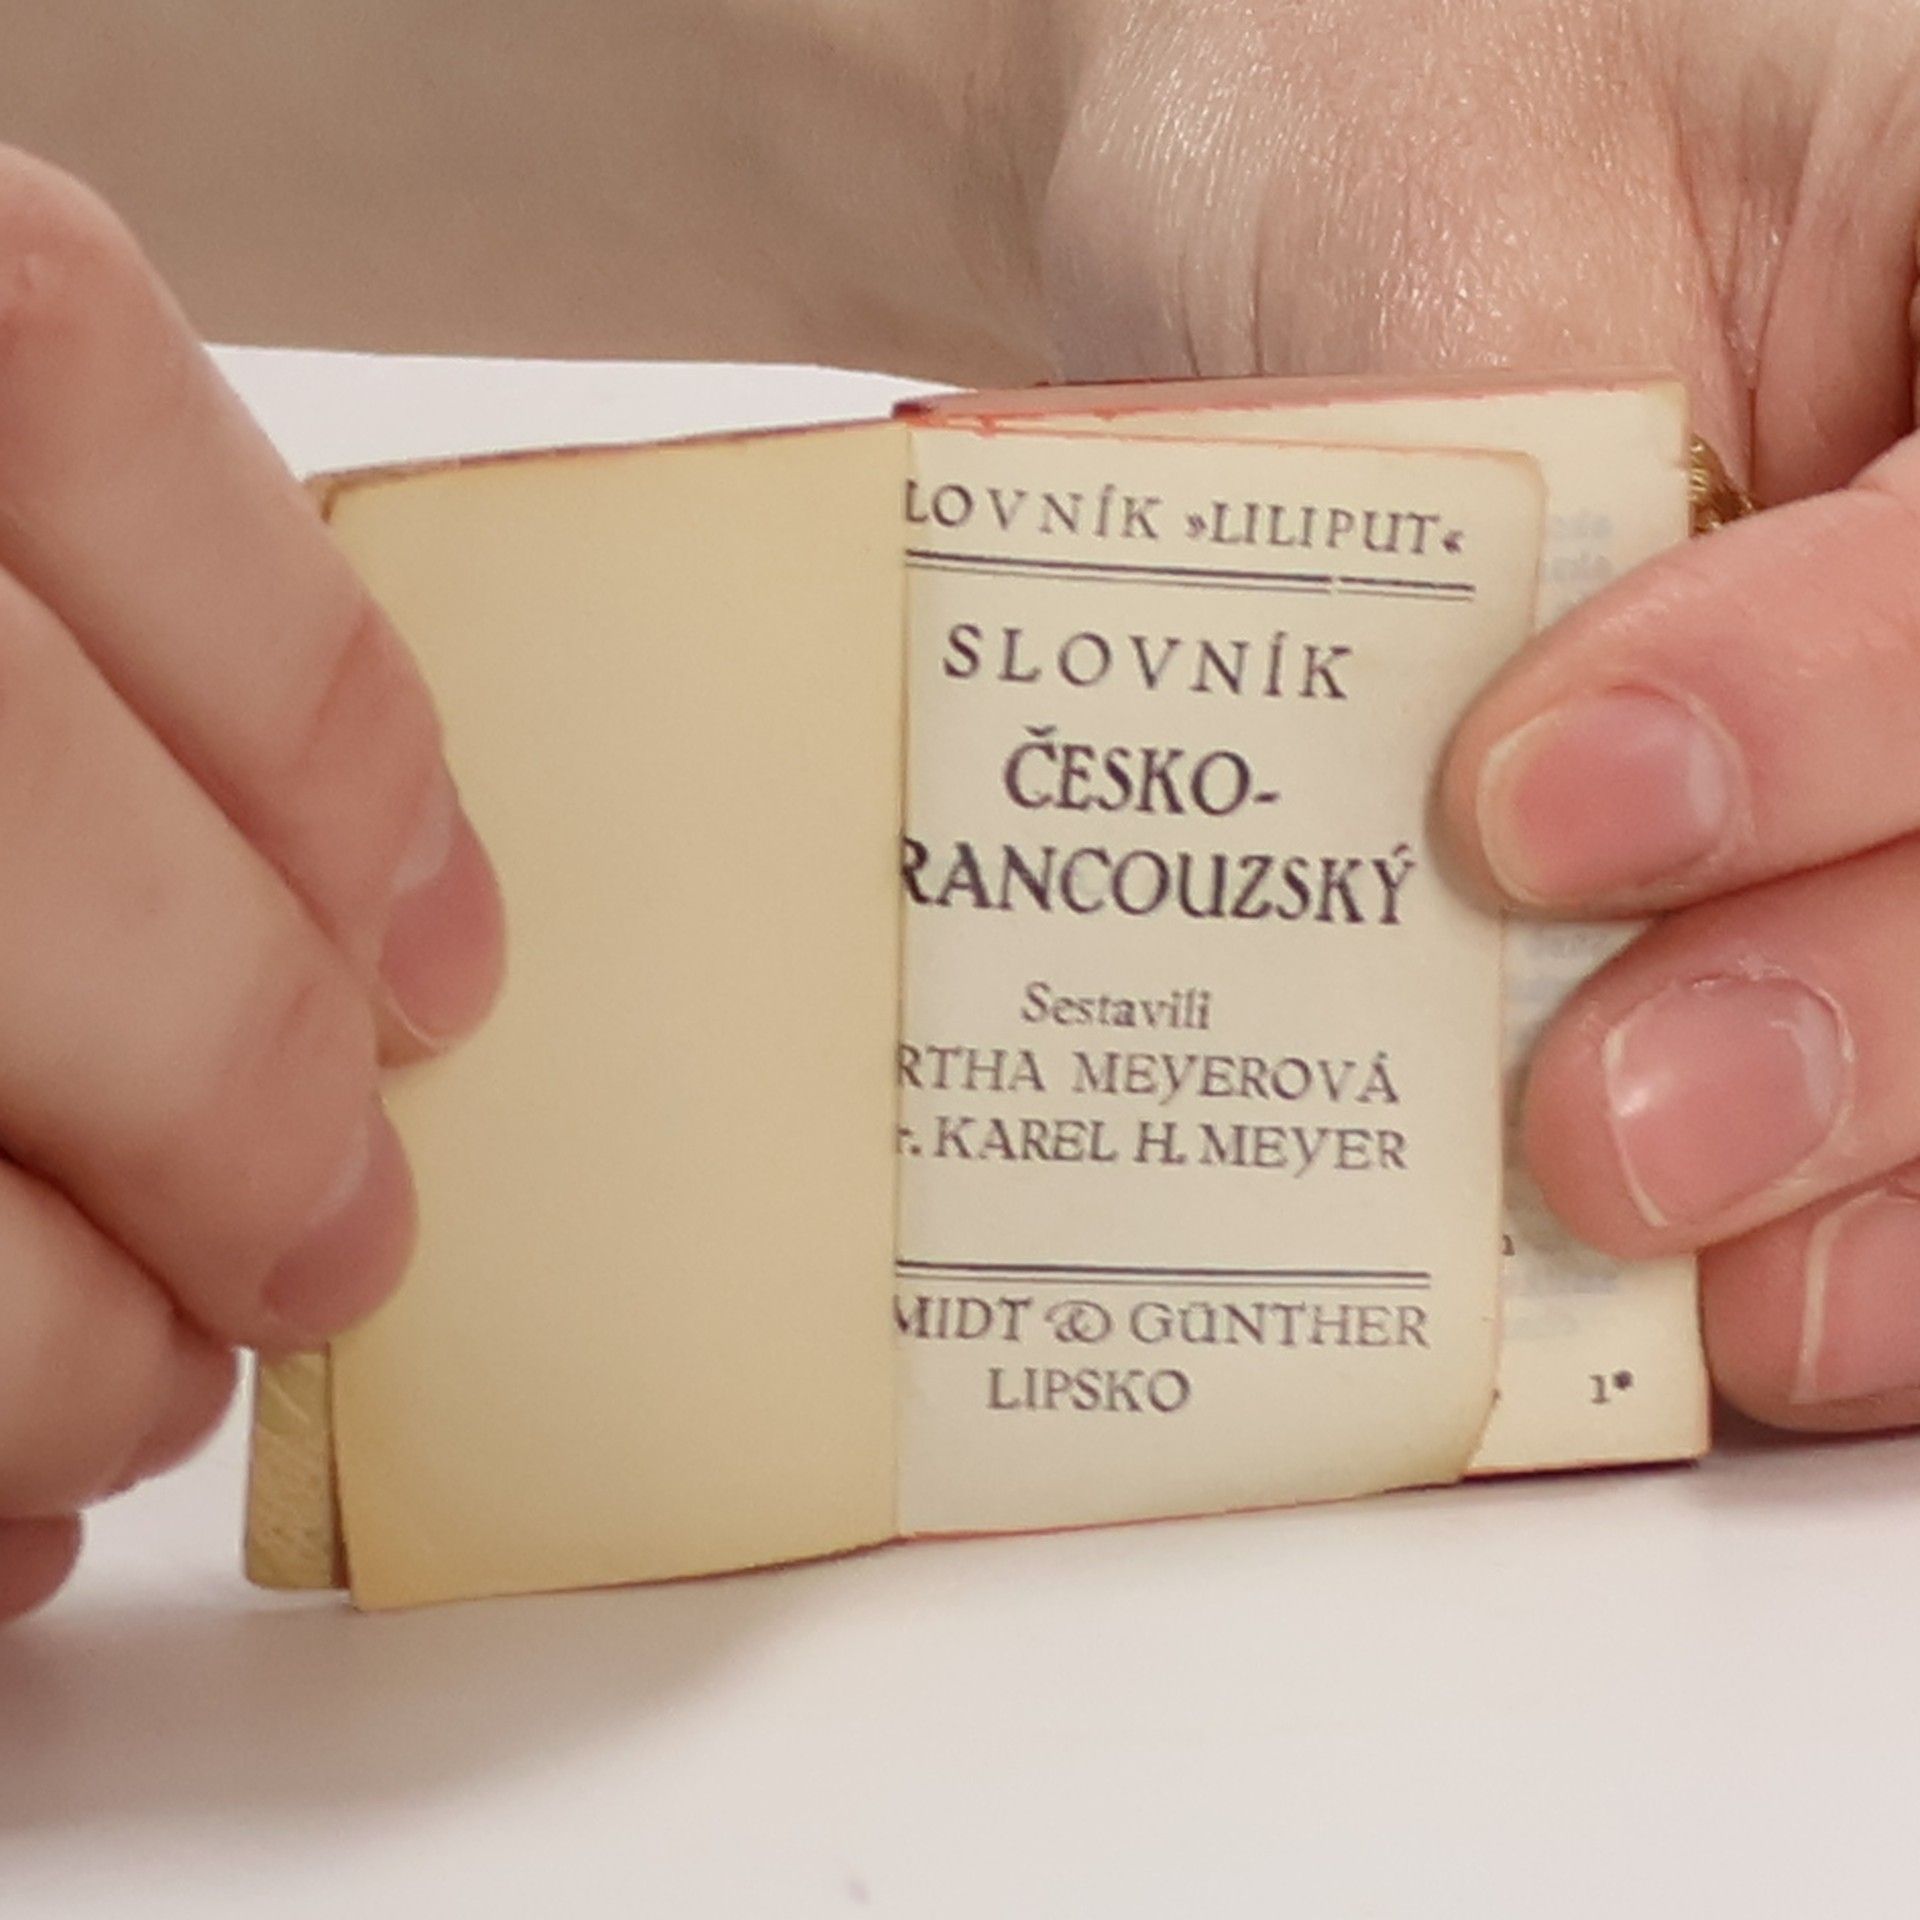 LOVNÍK »LILIPUT«
SLOVNÍK
ČESKO-
RANCOUZSKÝ
Sestavili
RTHA MEYEROVÁ
r. KAREL H. MEYER
MIDT & GÜNTHER
LIPSKO
1*